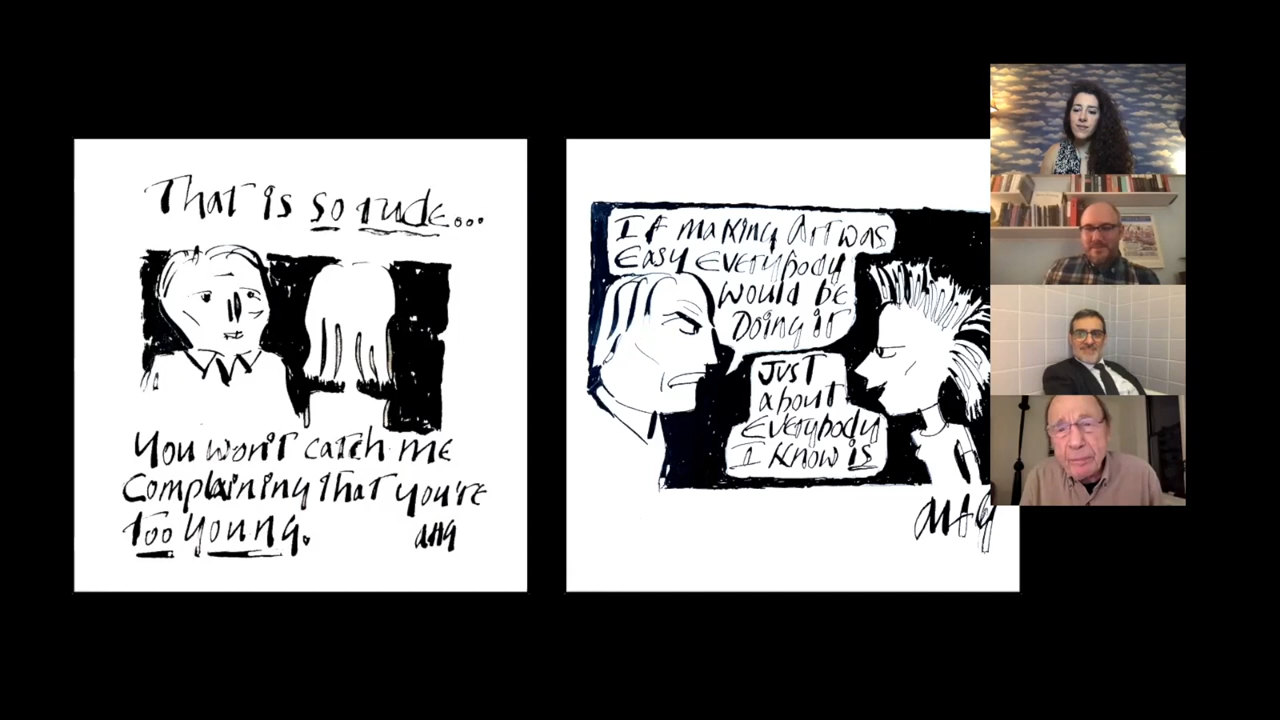 That is so rude...
You won't catch me
Complaining that you're
too young.
AHG
If making Art was
Easy Everybody
would be
Doing it
Just
about
Everybody
I know is
AHG